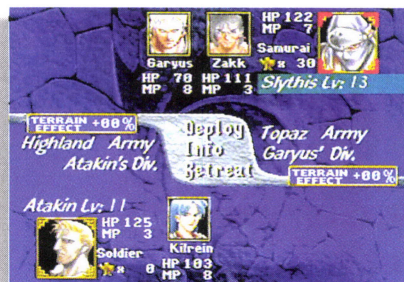 HP 122
MP 7
Garyus Zakk Samurai
x 30
HP 70 HP 111
MP 8 MP 3
Slythis Lv: 13
TERRAIN
EFFECT +00%
Highland Army
Atakin's Div.
Deploy
Info
Retreat
Topaz Army
Garyus' Div.
TERRAIN
EFFECT +00%
Atakin Lv: 11
HP 125
MP 3
Soldier
x 0
Kilrein
HP 103
MP 8